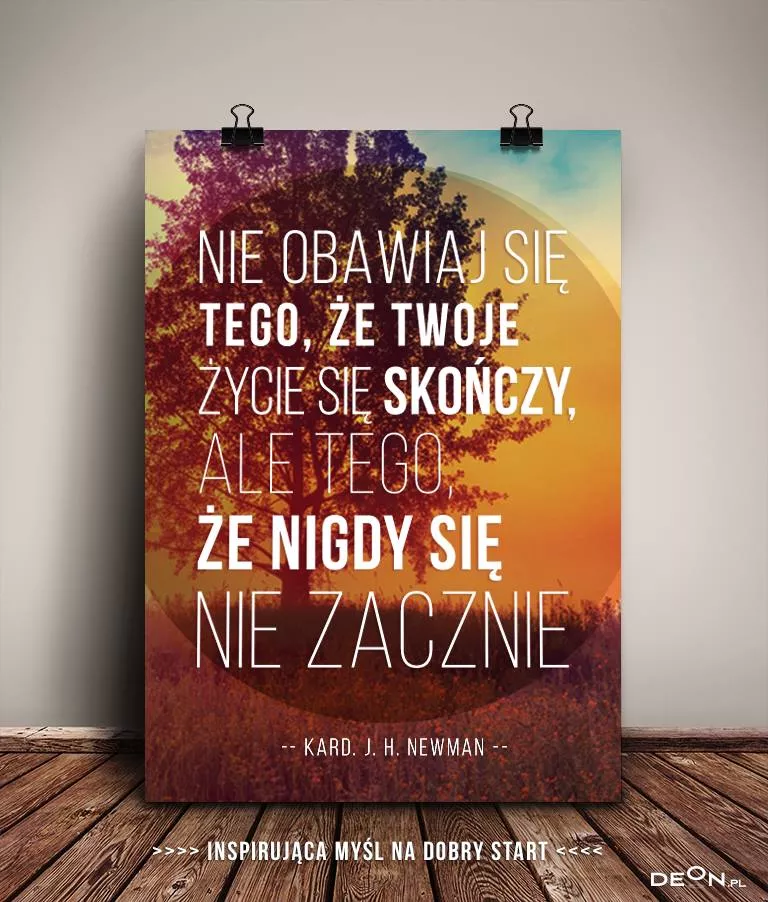 NIE OBAWIAJ SIĘ
TEGO, ŻE TWOJE
ŻYCIE SIĘ SKOŃCZY,
ALE TEGO,
ŻE NIGDY SIĘ
NIE ZACZNIE
-- KARD. J. H. NEWMAN --
>>>> INSPIRUJĄCA MYŚL NA DOBRY START <<<<
DEON.PL